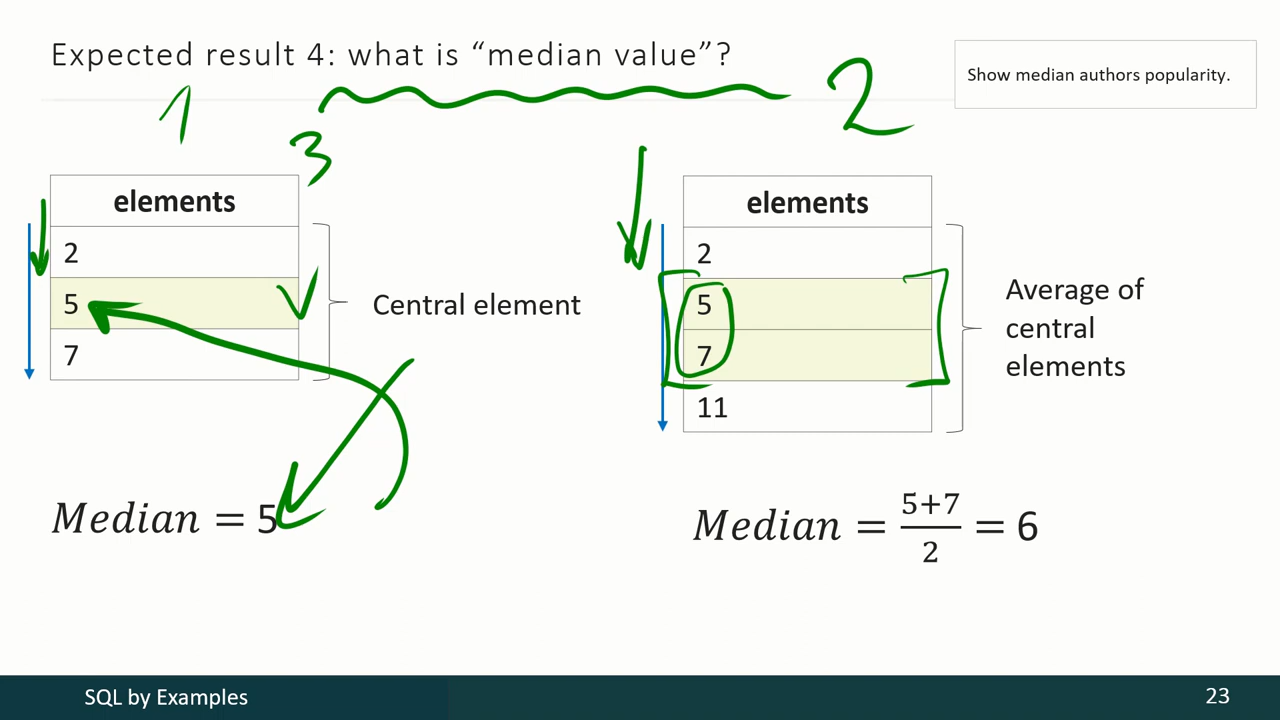 Expected result 4: what is “median value”?
Show median authors popularity.
1
2
3
elements
2
5
7
Central element
Median = 5
elements
2
5
7
11
Average of
central
elements
Median = 5+7/2 = 6
SQL by Examples
23